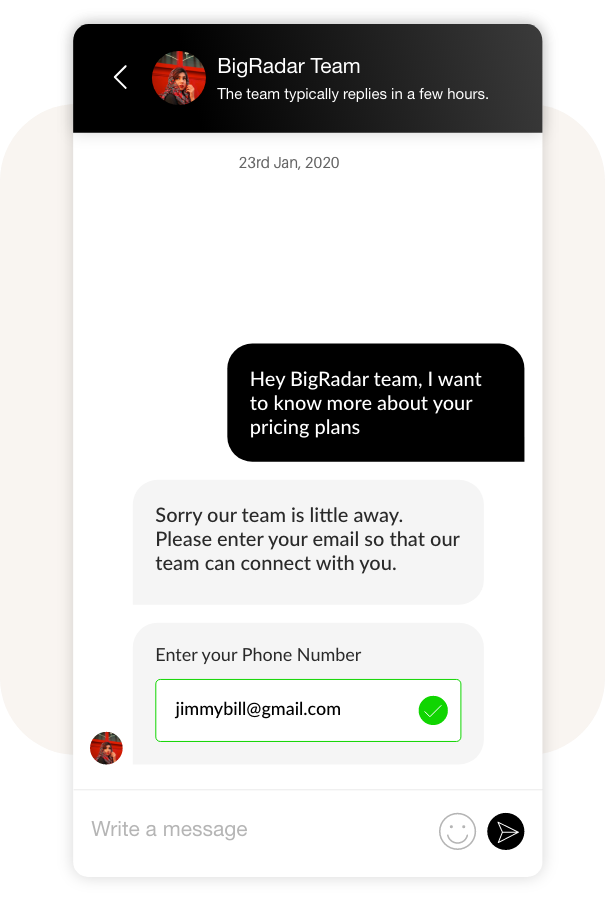 BigRadar Team
The team typically replies in a few hours.
23rd Jan, 2020
Hey BigRadar team, I want
to know more about your
pricing plans
Sorry our team is little away.
Please enter your email so that our
team can connect with you.
Enter your Phone Number
jimmybill@gmail.com
Write a message